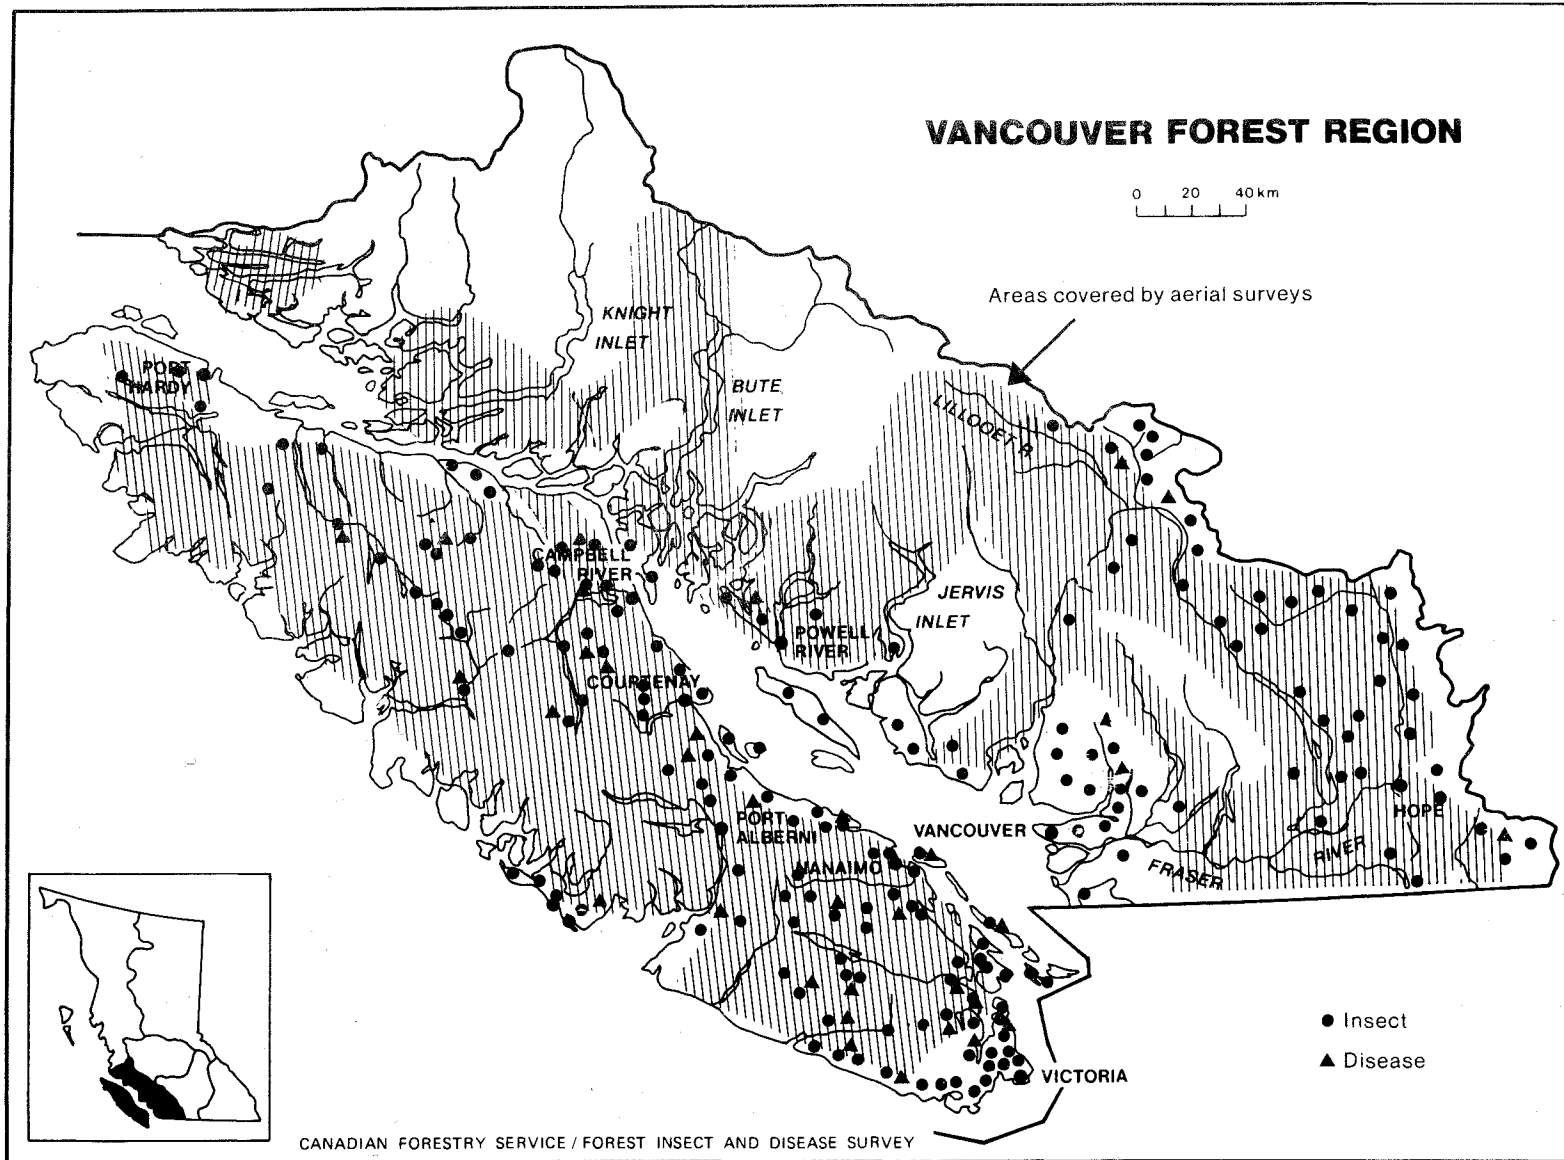 VANCOUVER FOREST REGION
0 20 40 km
Areas covered by aerial surveys
KNIGHT
INLET
PORT
HARDY
BUTE
INLET
LILLOOET R
CAMPBELL
RIVER
JERVIS
INLET
POWELL
RIVER
COURTENAY
PORT
ALBERNI
VANCOUVER
HOPE
FRASER RIVER
NANAIMO
Insect
Disease
VICTORIA
CANADIAN FORESTRY SERVICE / FOREST INSECT AND DISEASE SURVEY